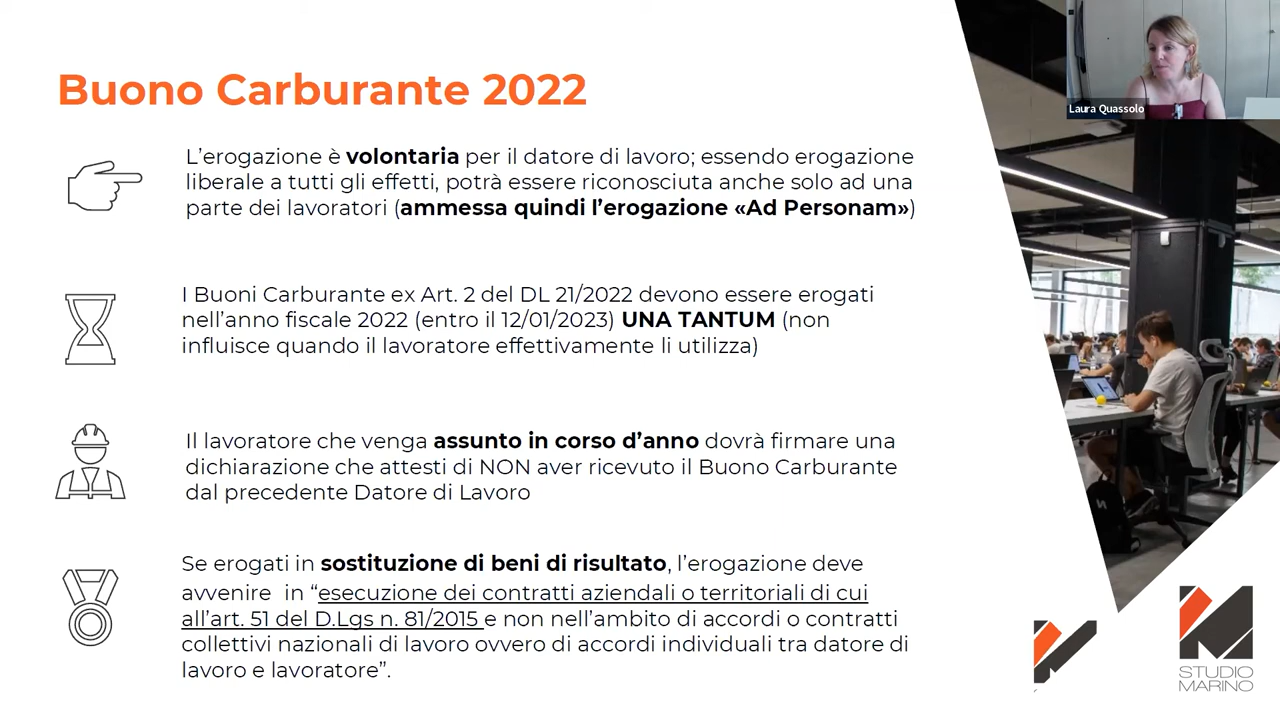 Laura Quassolo
Buono Carburante 2022
L’erogazione è volontaria per il datore di lavoro; essendo erogazione
liberale a tutti gli effetti, potrà essere riconosciuta anche solo ad una
parte dei lavoratori (ammessa quindi l’erogazione «Ad Personam»)
I Buoni Carburante ex Art. 2 del DL 21/2022 devono essere erogati
nell’anno fiscale 2022 (entro il 12/01/2023) UNA TANTUM (non
influisce quando il lavoratore effettivamente li utilizza)
Il lavoratore che venga assunto in corso d’anno dovrà firmare una
dichiarazione che attesti di NON aver ricevuto il Buono Carburante
dal precedente Datore di Lavoro
Se erogati in sostituzione di beni di risultato, l’erogazione deve
avvenire in “esecuzione dei contratti aziendali o territoriali di cui
all’art. 51 del D.Lgs n. 81/2015 e non nell’ambito di accordi o contratti
collettivi nazionali di lavoro ovvero di accordi individuali tra datore di
lavoro e lavoratore”.
STUDIO
MARINO